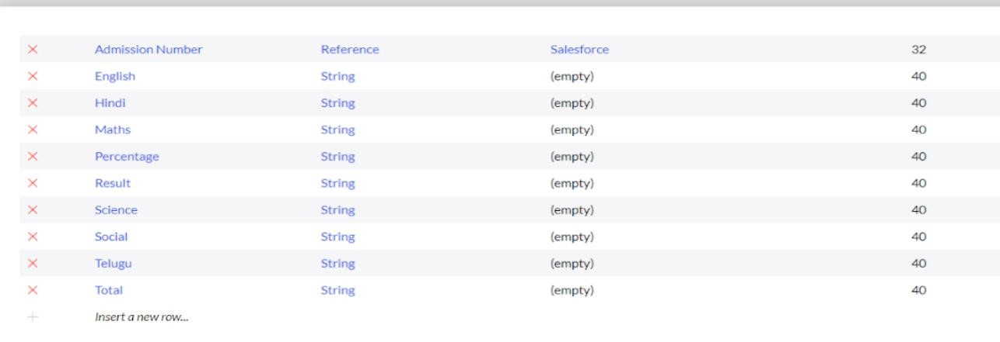 Admission Number Reference Salesforce 32
English String (empty) 40
Hindi String (empty) 40
Maths String (empty) 40
Percentage String (empty) 40
Result String (empty) 40
Science String (empty) 40
Social String (empty) 40
Telugu String (empty) 40
Total String (empty) 40
Insert a new row...